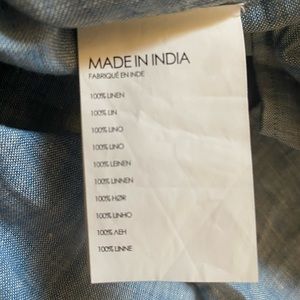 MADE IN INDIA
FABRIQUÉ EN INDE
100% LINEN
100% LIN
100% LINO
100% LINO
100% LEINEN
100% LINNEN
100% HØR
100% LINHO
100% ΛΕΗ
100% LINNE